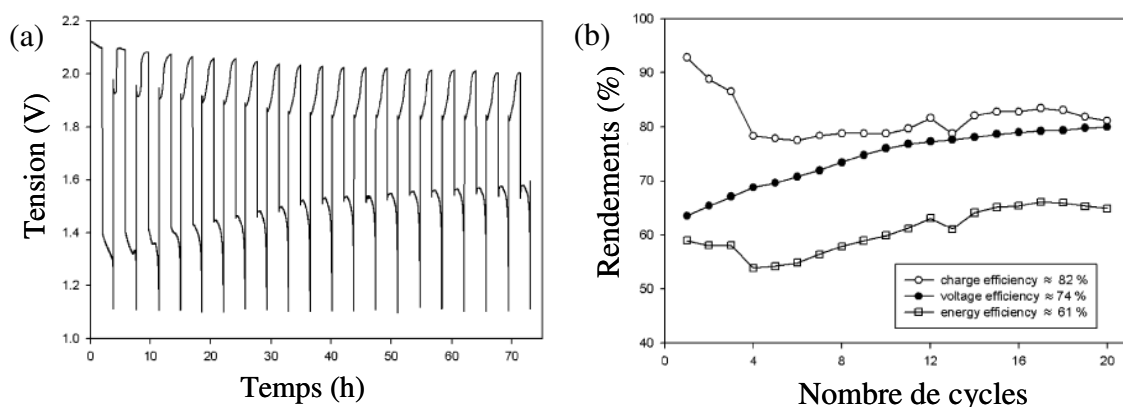 (a)
2.2
2.0
1.8
1.6
1.4
1.2
1.0
Tension (V)
0 10 20 30 40 50 60 70
Temps (h)
(b)
100
90
80
70
60
50
40
Rendements (%)
charge efficiency ≈ 82 %
voltage efficiency ≈ 74 %
energy efficiency ≈ 61 %
0 4 8 12 16 20
Nombre de cycles